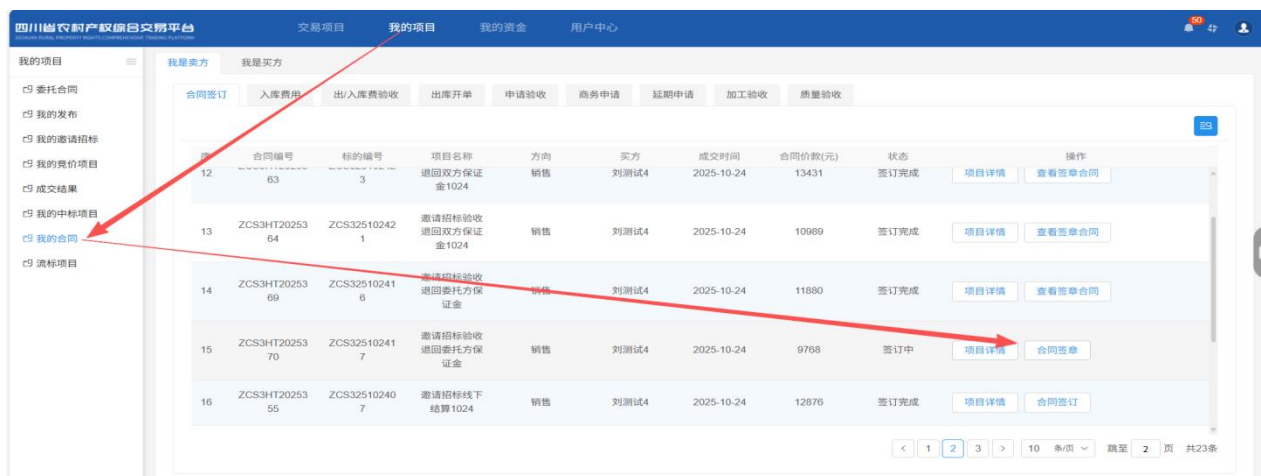 四川省农村产权综合交易平台 交易项目 我的项目 我的资金 用户中心 50
SICHUAN RURAL PROPERTY RIGHTS COMPREHENSIVE TRADING PLATFORM
我的项目 我是卖方 我是买方
委托合同 合同签订 入库费用 出/入库费验收 出库开单 申请验收 商务申请 延期申请 加工验收 质量验收
我的发布
我的邀请招标
我的竞价项目
成交结果
我的中标项目
我的合同
流标项目
合同编号 标的编号 项目名称 方向 买方 成交时间 合同价款(元) 状态 操作
12 63 3 退回双方保证金1024 销售 刘测试4 2025-10-24 13431 签订完成 项目详情 查看签章合同
13 ZCS3HT2025364 ZCS325102421 邀请招标验收退回双方保证金1024 销售 刘测试4 2025-10-24 10989 签订完成 项目详情 查看签章合同
14 ZCS3HT2025369 ZCS325102416 邀请招标验收退回委托方保证金 销售 刘测试4 2025-10-24 11880 签订完成 项目详情 查看签章合同
15 ZCS3HT2025370 ZCS325102417 邀请招标验收退回委托方保证金 销售 刘测试4 2025-10-24 9768 签订中 项目详情 合同签章
16 ZCS3HT2025355 ZCS325102407 邀请招标线下结算1024 销售 刘测试4 2025-10-24 12876 签订完成 项目详情 合同签订
< 1 2 3 > 10 条/页 跳至 2 页 共23条